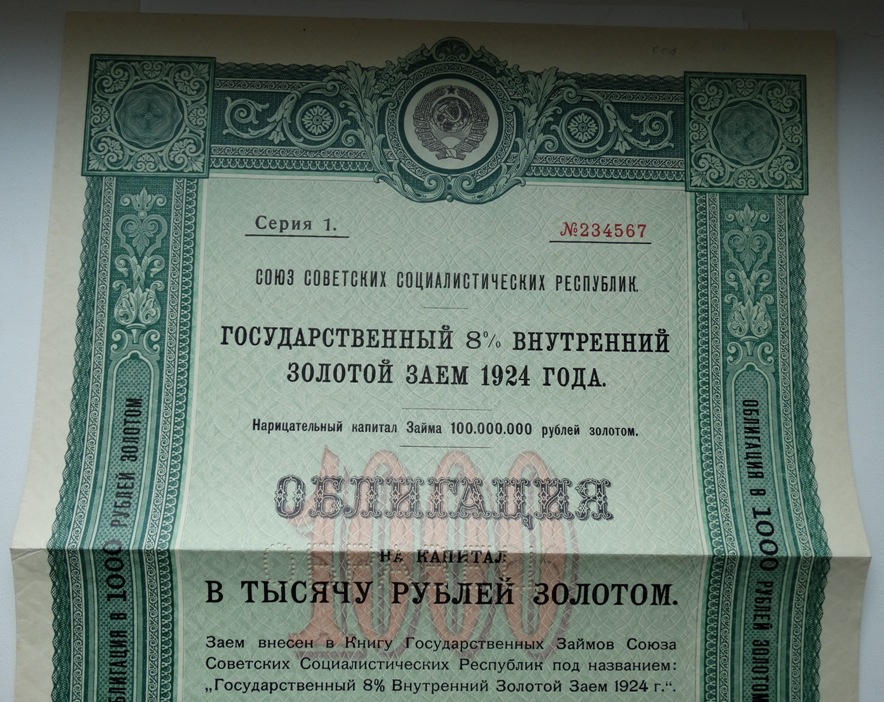 Серия 1.
№234567
СОЮЗ СОВЕТСКИХ СОЦИАЛИСТИЧЕСКИХ РЕСПУБЛИК.
ГОСУДАРСТВЕННЫЙ 8% ВНУТРЕННИЙ
ЗОЛОТОЙ ЗАЕМ 1924 ГОДА.
Нарицательный капитал Займа 100.000.000 рублей золотом.
1000
ОБЛИГАЦИЯ
НА КАПИТАЛ
В ТЫСЯЧУ РУБЛЕЙ ЗОЛОТОМ.
Заем внесен в Книгу Государственных Займов Союза
Советских Социалистических Республик под названием:
„Государственный 8% Внутренний Золотой Заем 1924 г.“.
БЛИГАЦИЯ В 1000 РУБЛЕЙ ЗОЛОТОМ
ОБЛИГАЦИЯ В 1000 РУБЛЕЙ ЗОЛОТОМ